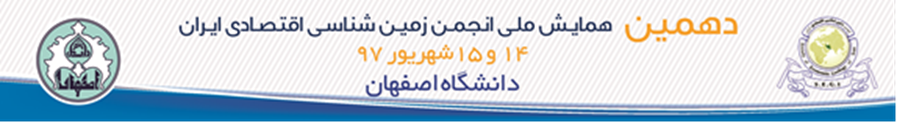 دهمین همایش ملی انجمن زمین شناسی اقتصادی ایران
۱۴ و ۱۵ شهریور ۹۷
دانشگاه اصفهان